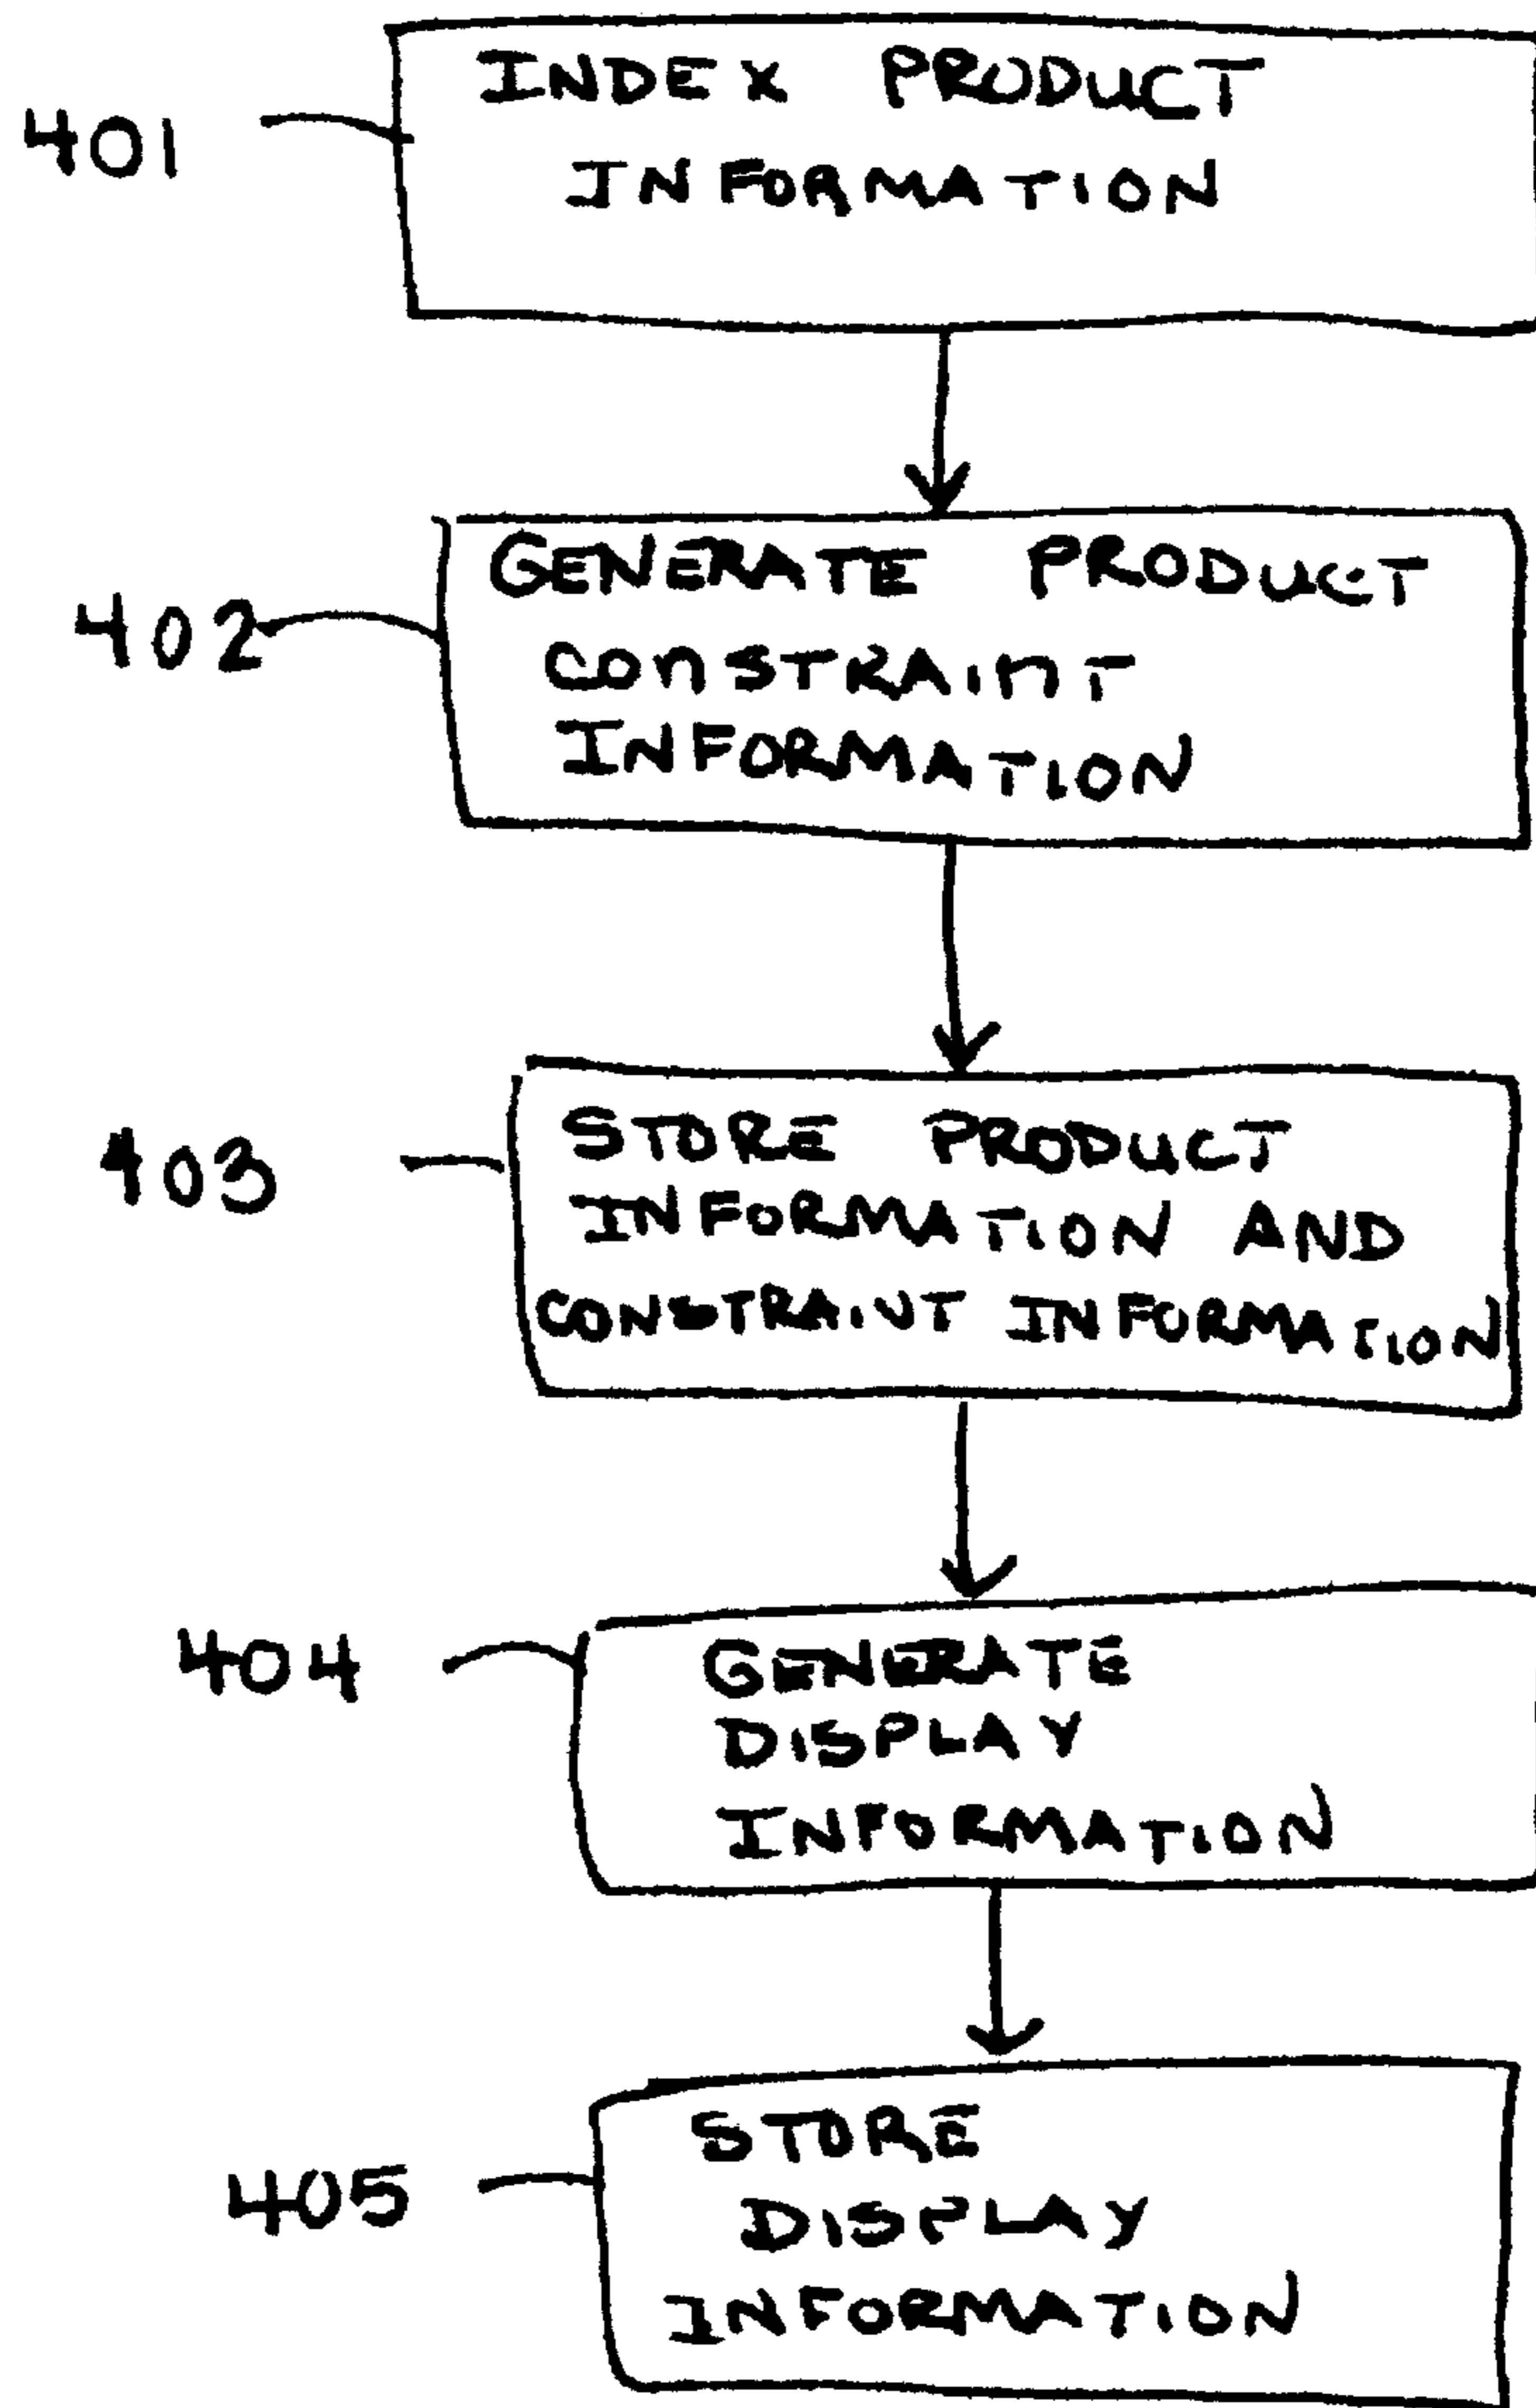 401
INDEX PRODUCT
INFORMATION
402
GENERATE PRODUCT
CONSTRAINT
INFORMATION
403
STORE PRODUCT
INFORMATION AND
CONSTRAINT INFORMATION
404
GENERATE
DISPLAY
INFORMATION
405
STORE
DISPLAY
INFORMATION